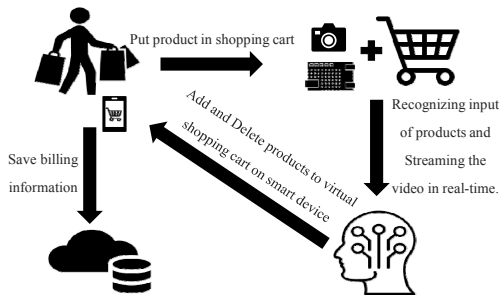 Put product in shopping cart
Recognizing input
of products and
Streaming the
video in real-time.
Add and Delete products to virtual
shopping cart on smart device
Save billing
information